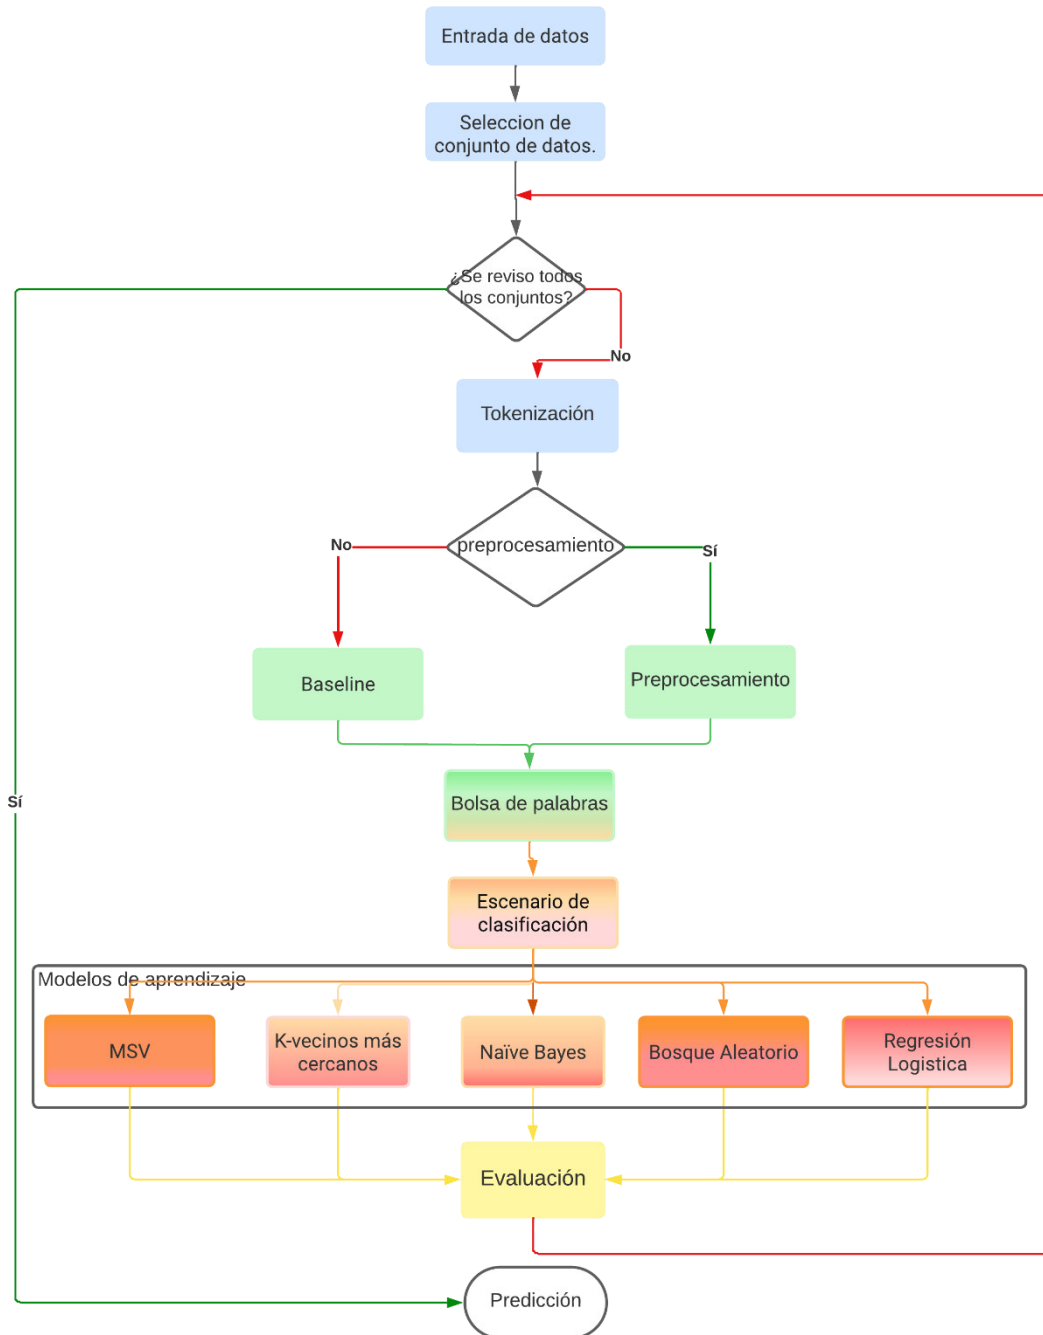 Entrada de datos
Seleccion de
conjunto de datos.
¿Se reviso todos
los conjuntos?
No
Tokenización
preprocesamiento
No
Sí
Baseline
Preprocesamiento
Bolsa de palabras
Sí
Escenario de
clasificación
Modelos de aprendizaje
MSV
K-vecinos más
cercanos
Naïve Bayes
Bosque Aleatorio
Regresión
Logistica
Evaluación
Predicción